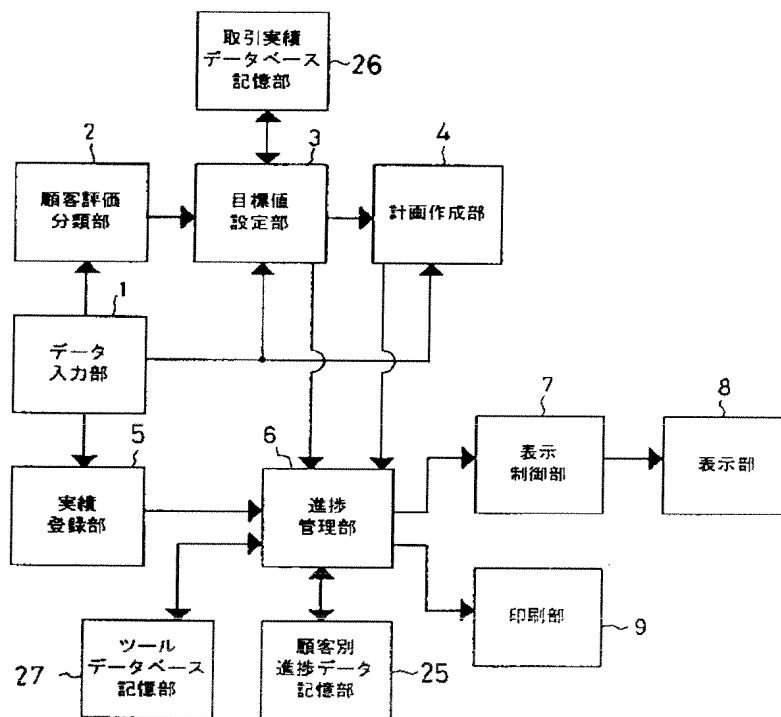 取引実績
データベース
記憶部
26
2
3
4
顧客評価
分類部
目標値
設定部
計画作成部
1
データ
入力部
5
6
7
8
実績
登録部
進捗
管理部
表示
制御部
表示部
印刷部
9
ツール
データベース
記憶部
27
顧客別
進捗データ
記憶部
25